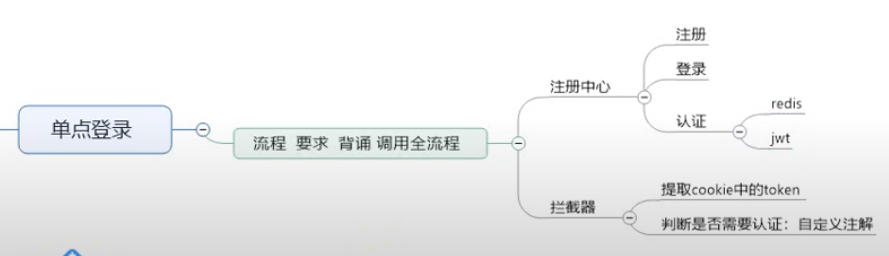 单点登录
流程 要求 背诵 调用全流程
注册中心
注册
登录
认证
redis
jwt
拦截器
提取cookie中的token
判断是否需要认证：自定义注解